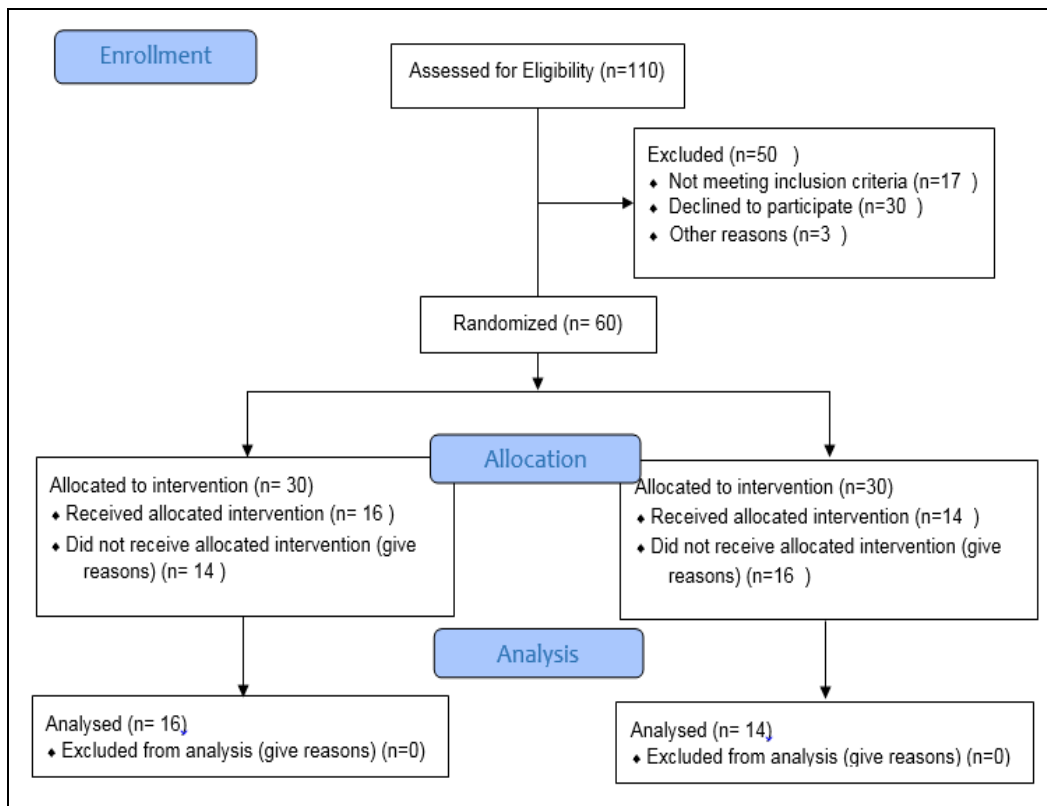 Enrollment
Assessed for Eligibility (n=110)
Excluded (n=50 )
⬧ Not meeting inclusion criteria (n=17 )
⬧ Declined to participate (n=30 )
⬧ Other reasons (n=3 )
Randomized (n= 60)
Allocation
Allocated to intervention (n= 30)
⬧ Received allocated intervention (n= 16 )
⬧ Did not receive allocated intervention (give
reasons) (n= 14 )
Allocated to intervention (n=30)
⬧ Received allocated intervention (n=14 )
⬧ Did not receive allocated intervention (give
reasons) (n=16 )
Analysis
Analysed (n= 16)
⬧ Excluded from analysis (give reasons) (n=0)
Analysed (n= 14)
⬧ Excluded from analysis (give reasons) (n=0)